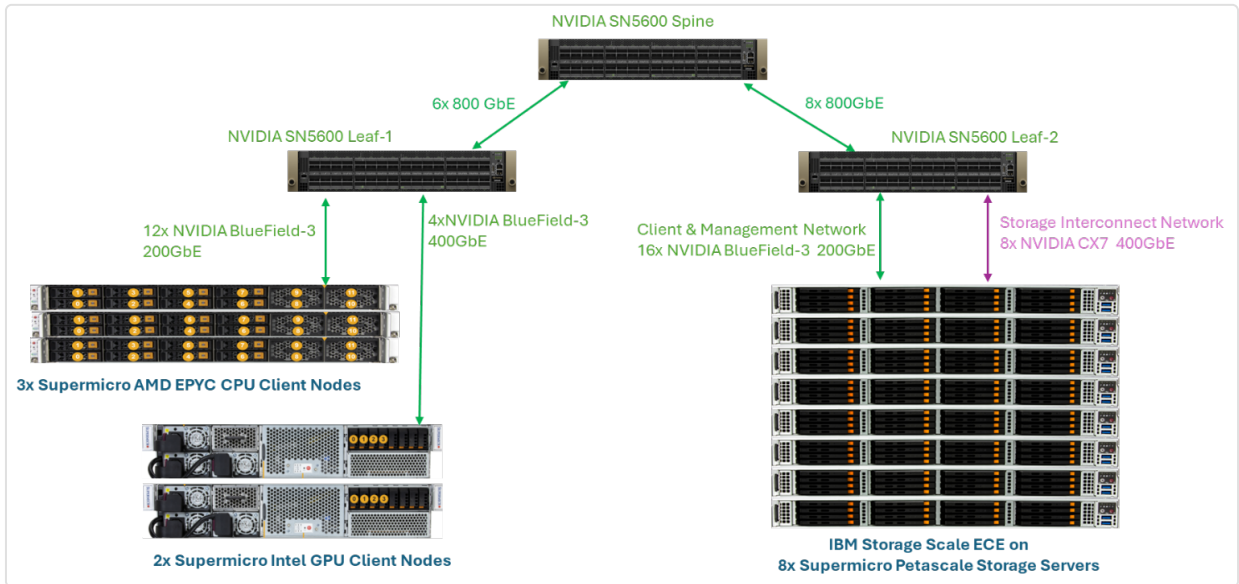 NVIDIA SN5600 Spine
6x 800 GbE
8x 800GbE
NVIDIA SN5600 Leaf-1
NVIDIA SN5600 Leaf-2
12x NVIDIA BlueField-3
200GbE
4xNVIDIA BlueField-3
400GbE
Client & Management Network
16x NVIDIA BlueField-3 200GbE
Storage Interconnect Network
8x NVIDIA CX7 400GbE
3x Supermicro AMD EPYC CPU Client Nodes
2x Supermicro Intel GPU Client Nodes
IBM Storage Scale ECE on
8x Supermicro Petascale Storage Servers